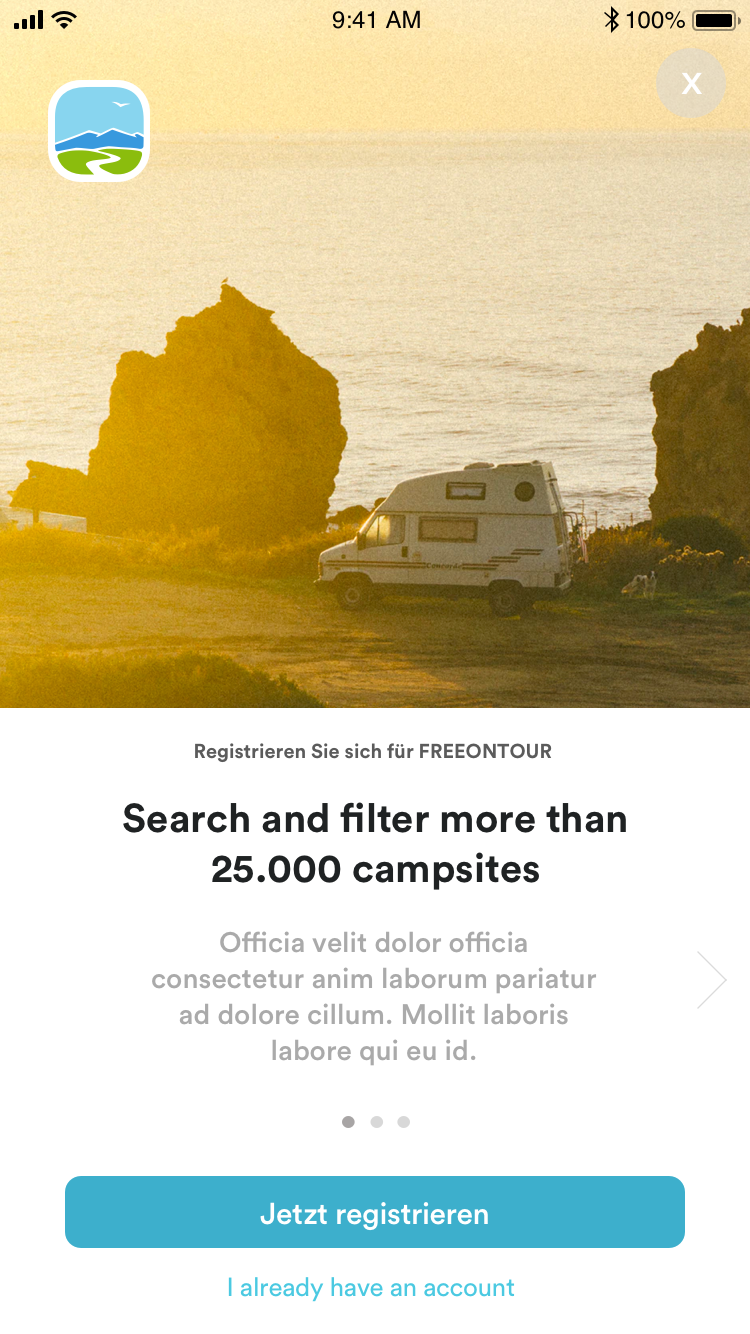 9:41 AM
100%
X
Concorde
Registrieren Sie sich für FREEONTOUR
Search and filter more than
25.000 campsites
Officia velit dolor officia
consectetur anim laborum pariatur
ad dolore cillum. Mollit laboris
labore qui eu id.
Jetzt registrieren
I already have an account